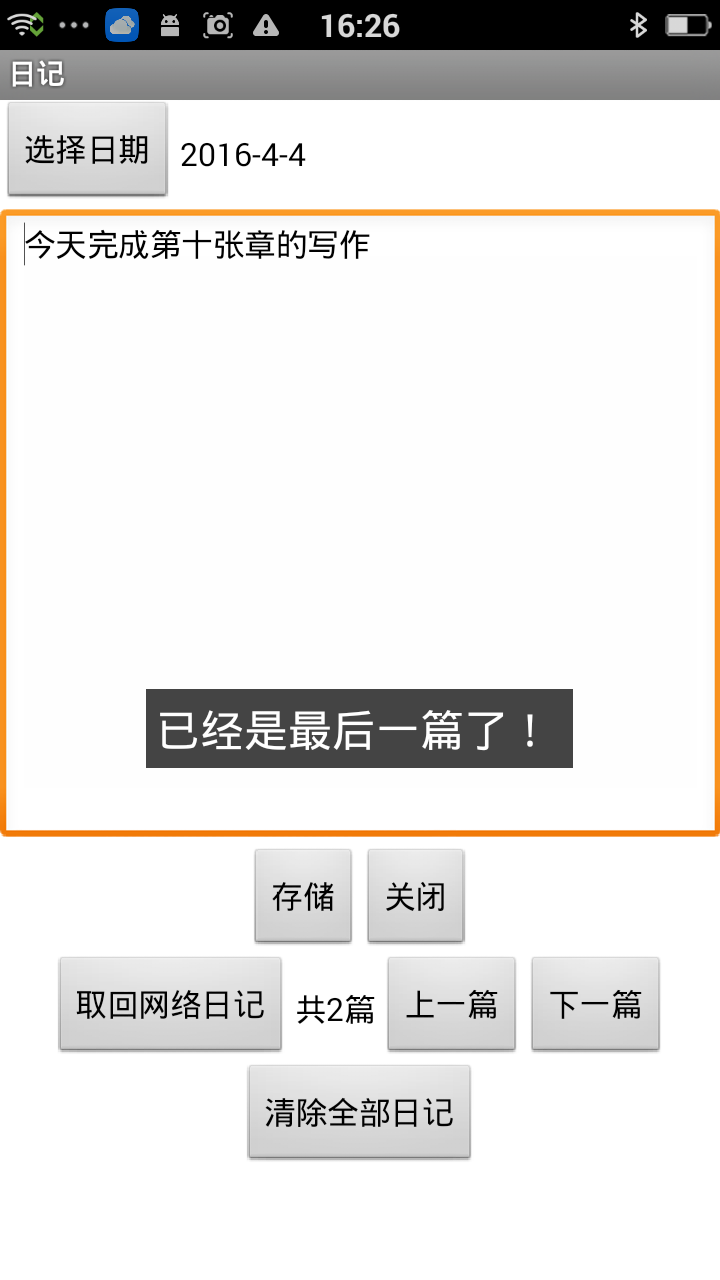 16:26
日记
选择日期 2016-4-4
今天完成第十张章的写作
已经是最后一篇了！
存储 关闭
取回网络日记 共2篇 上一篇 下一篇
清除全部日记